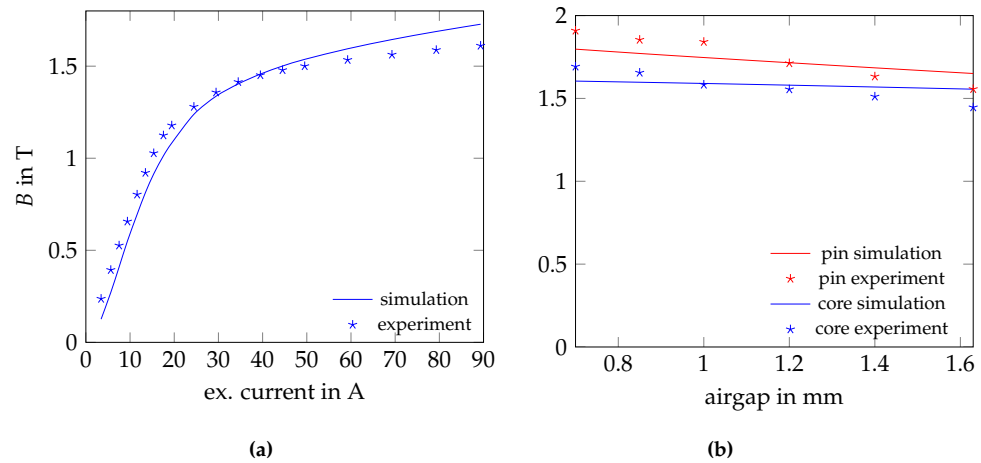 B in T
1.5
1
0.5
0
0 10 20 30 40 50 60 70 80 90
ex. current in A
simulation
experiment
(a)
2
1.5
1
0.5
0
0.8 1 1.2 1.4 1.6
airgap in mm
pin simulation
pin experiment
core simulation
core experiment
(b)